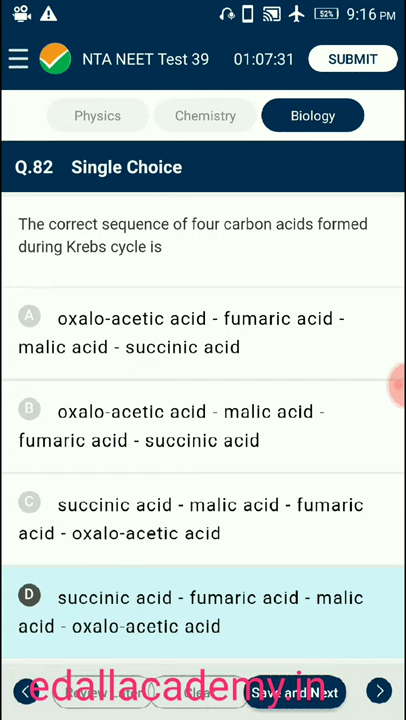 52% 9:16 PM
NTA NEET Test 39 01:07:31 SUBMIT
Physics Chemistry Biology
Q.82 Single Choice
The correct sequence of four carbon acids formed
during Krebs cycle is
A oxalo-acetic acid - fumaric acid -
malic acid - succinic acid
B oxalo-acetic acid - malic acid -
fumaric acid - succinic acid
C succinic acid - malic acid - fumaric
acid - oxalo-acetic acid
D succinic acid - fumaric acid - malic
acid - oxalo-acetic acid
edallacademy.in
Review Later Clear Save and Next